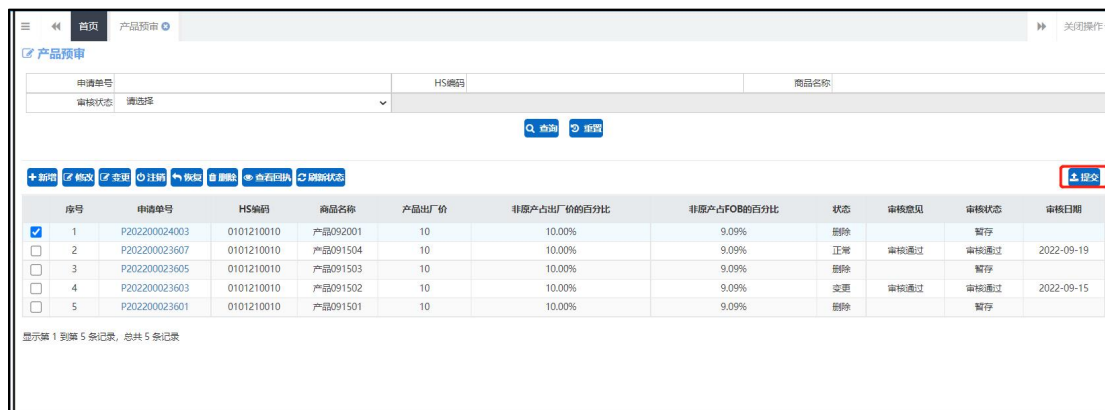 首页 产品预审 关闭操作
产品预审
申请单号 HS编码 商品名称
审核状态 请选择
查询 重置
新增 修改 变更 注销 恢复 删除 查看回执 刷新状态 提交
序号 申请单号 HS编码 商品名称 产品出厂价 非原产占出厂价的百分比 非原产占FOB的百分比 状态 审核意见 审核状态 审核日期
1 P202200024003 0101210010 产品092001 10 10.00% 9.09% 删除 暂存
2 P202200023607 0101210010 产品091504 10 10.00% 9.09% 正常 审核通过 审核通过 2022-09-19
3 P202200023605 0101210010 产品091503 10 10.00% 9.09% 删除 暂存
4 P202200023603 0101210010 产品091502 10 10.00% 9.09% 变更 审核通过 审核通过 2022-09-15
5 P202200023601 0101210010 产品091501 10 10.00% 9.09% 删除 暂存
显示第 1 到第 5 条记录，总共 5 条记录